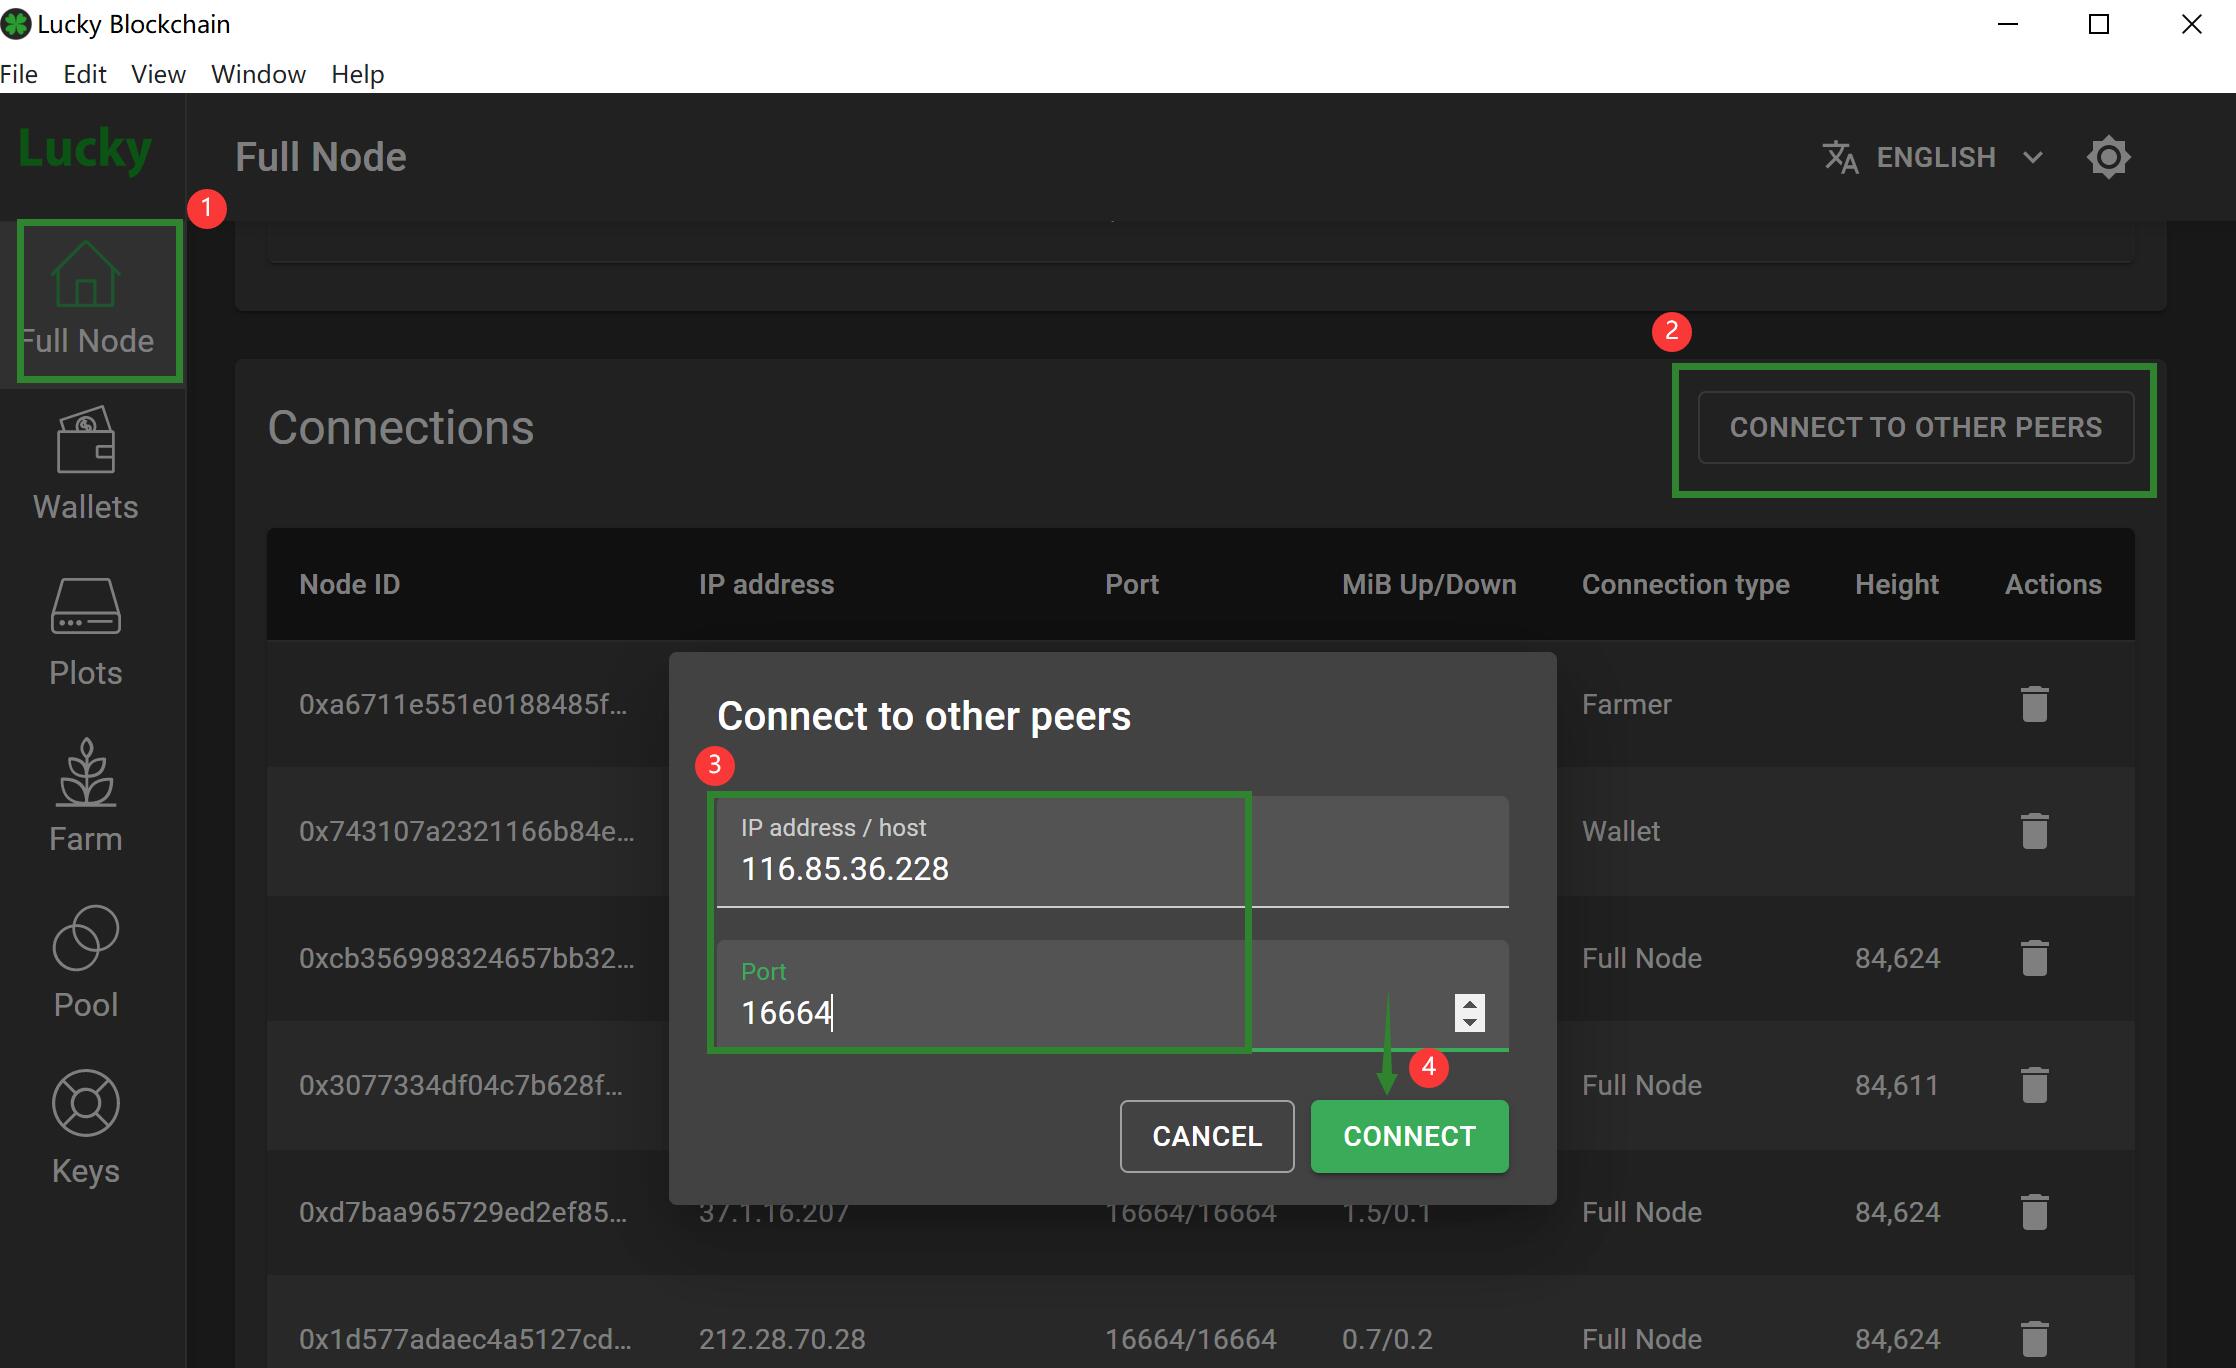 Lucky Blockchain
File Edit View Window Help
Lucky
Full Node
ENGLISH
1
Full Node
Wallets
Plots
Farm
Pool
Keys
2
Connections
CONNECT TO OTHER PEERS
Node ID IP address Port MiB Up/Down Connection type Height Actions
0xa6711e551e0188485f... Farmer
0x743107a2321166b84e... Wallet
0xcb356998324657bb32... Full Node 84,624
0x3077334df04c7b628f... Full Node 84,611
0xd7baa965729ed2ef85... 37.1.16.207 16664/16664 1.5/0.1 Full Node 84,624
0x1d577adaec4a5127cd... 212.28.70.28 16664/16664 0.7/0.2 Full Node 84,624
Connect to other peers
3
IP address / host
116.85.36.228
Port
16664
4
CANCEL CONNECT